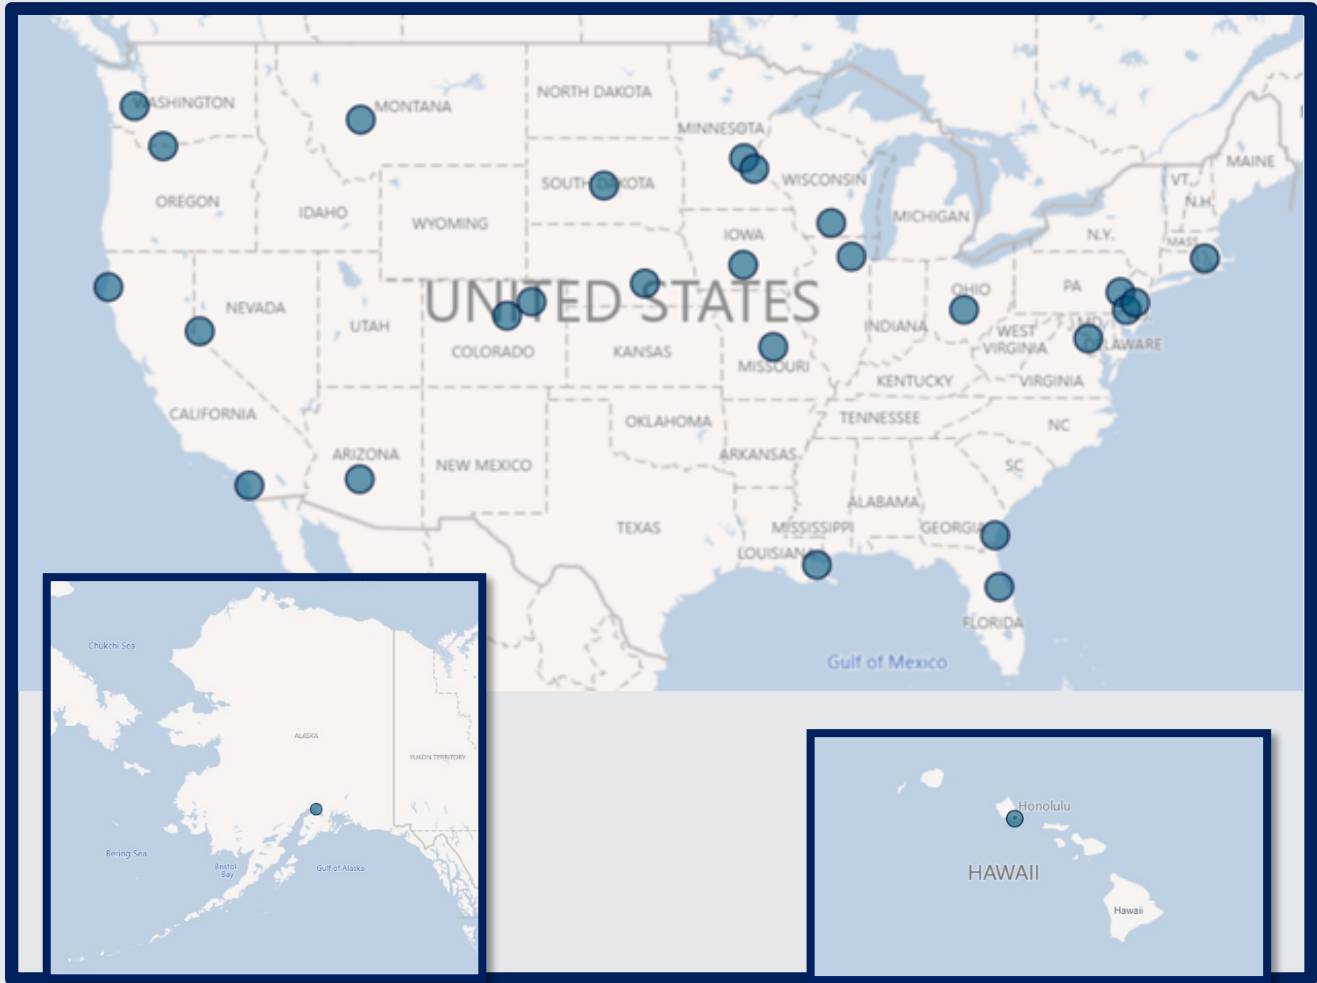 WASHINGTON
MONTANA
NORTH DAKOTA
MINNESOTA
MAINE
SOUTH DAKOTA
WISCONSIN
VT.
OREGON
IDAHO
N.H.
WYOMING
MICHIGAN
IOWA
N.Y.
MASS
UNITED STATES
NEVADA
OHIO
PA
UTAH
INDIANA
MD
COLORADO
KANSAS
WEST
VIRGINIA
DELAWARE
MISSOURI
KENTUCKY
VIRGINIA
CALIFORNIA
OKLAHOMA
TENNESSEE
NC
ARIZONA
NEW MEXICO
ARKANSAS
SC
ALABAMA
TEXAS
MISSISSIPPI
GEORGIA
LOUISIANA
FLORIDA
Gulf of Mexico
Chukchi Sea
ALASKA
YUKON TERRITORY
Bering Sea
Bristol
Bay
Gulf of Alaska
Honolulu
HAWAII
Hawaii